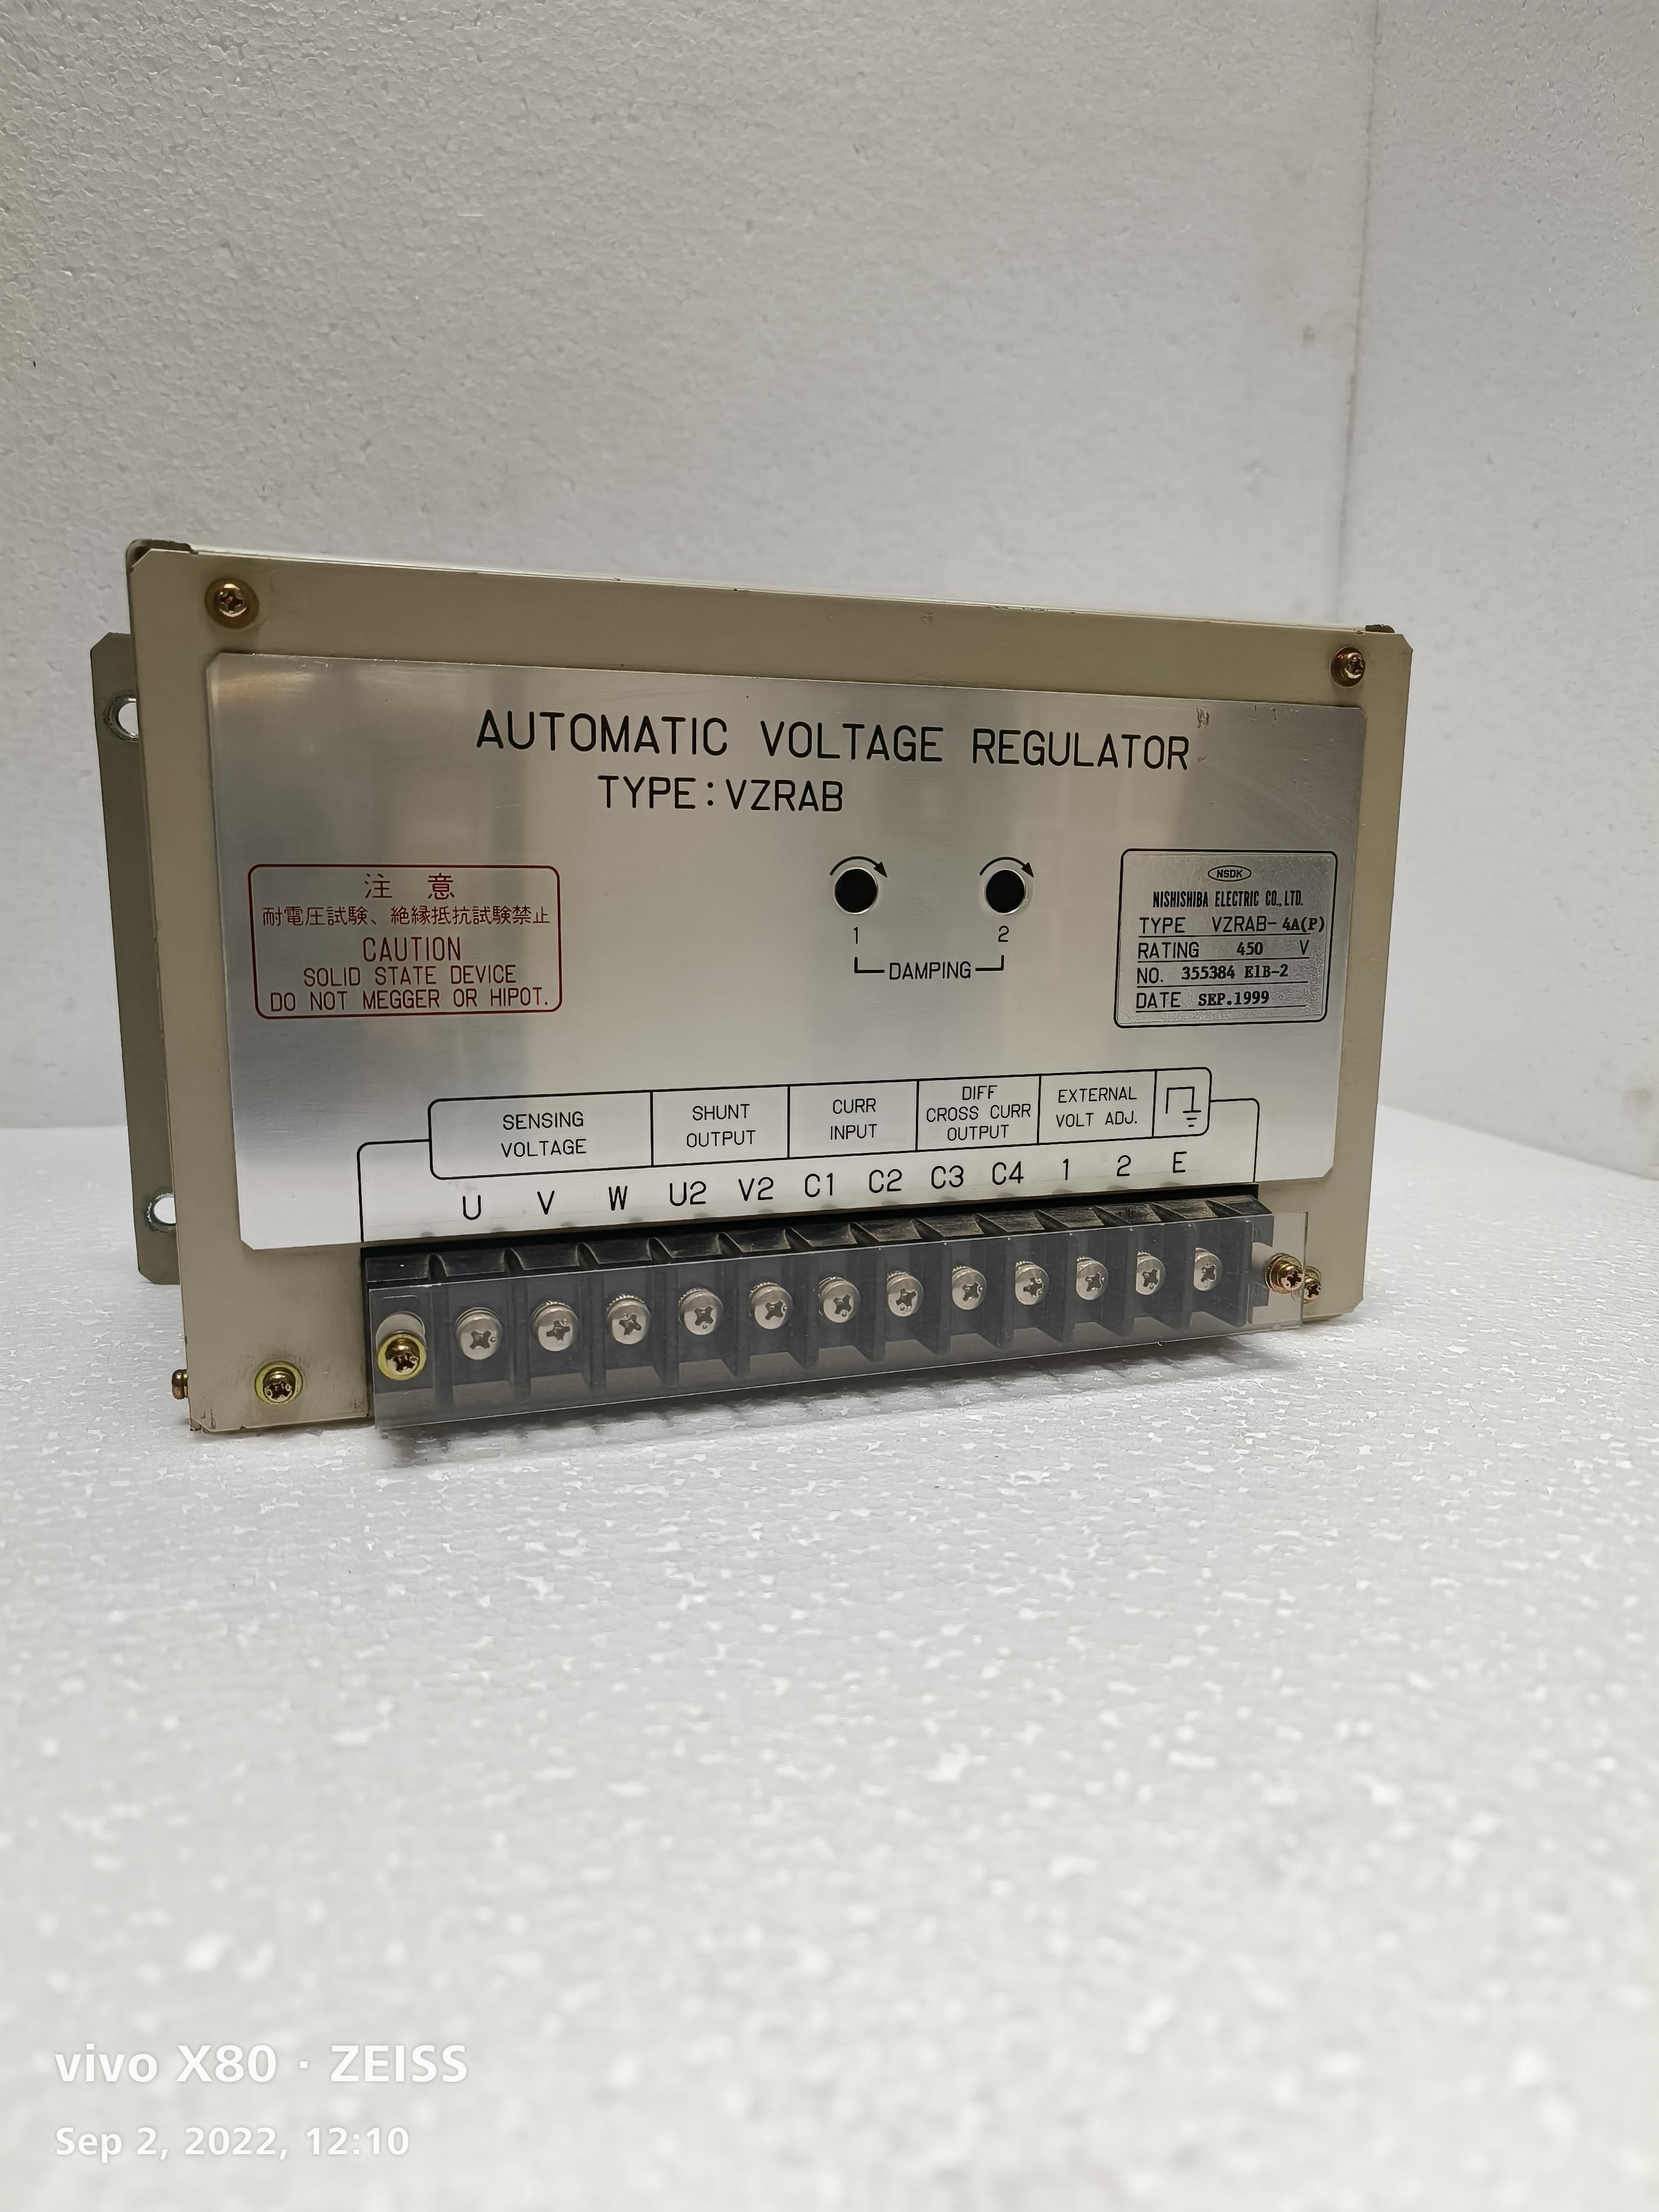 AUTOMATIC VOLTAGE REGULATOR
TYPE : VZRAB
注 意
耐電圧試験、絶縁抵抗試験禁止
CAUTION
SOLID STATE DEVICE
DO NOT MEGGER OR HIPOT.
1 2
DAMPING
NSDK
NISHISHIBA ELECTRIC CO., LTD.
TYPE VZRAB- 4A(P)
RATING 450 V
NO. 355384 E1B-2
DATE SEP.1999
SENSING
VOLTAGE
SHUNT
OUTPUT
CURR
INPUT
DIFF
CROSS CURR
OUTPUT
EXTERNAL
VOLT ADJ.
U V W U2 V2 C1 C2 C3 C4 1 2 E
vivo X80 · ZEISS
Sep 2, 2022, 12:10